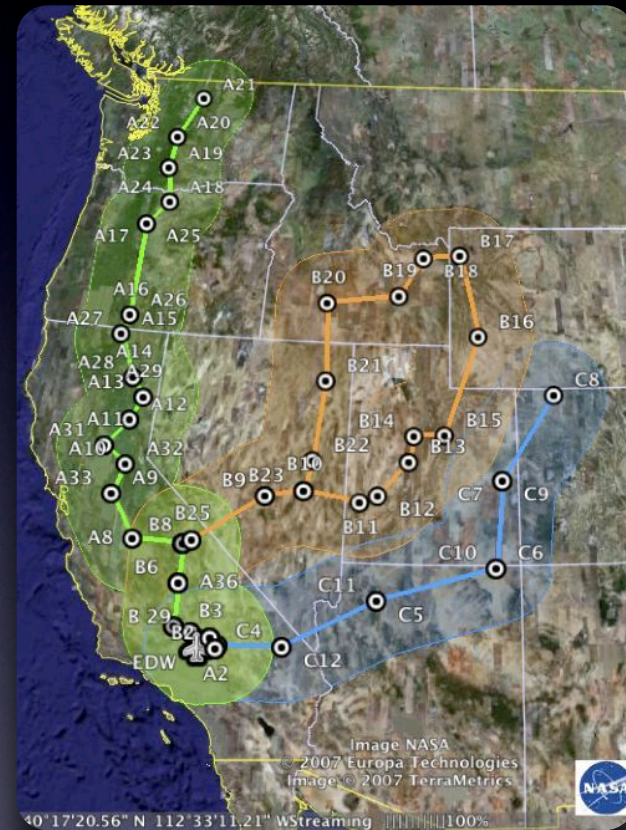 A21
A22 A20
A23 A19
A24 A18
A17 A25
B17
B19 B18
B20
A16 A26
A27 A15
B16
A14
A28 A29
A13
B21
C8
A12
A11
A31
A10
B14 B15
B13
A32
A33 A9
B22
B9 B23 B10
C7 C9
B12
B11
A8 B8 B25
B6 A36
C10 C6
C11
C5
B 29 B3
C4
EDW
A2
C12
Image NASA
© 2007 Europa Technologies
Image © 2007 TerraMetrics
NASA
40°17'20.56" N 112°33'11.21" W Streaming ||||||||| 100%